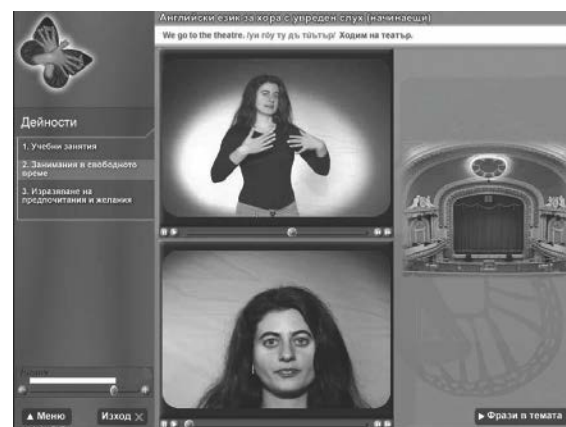 Английски език за хора с увреден слух (начинаещи)
We go to the theatre. /уи гоу ту дъ тиътър/ Ходим на театър.
Дейности
1. Учебни занятия
2. Занимания в свободното
време
3. Изразяване на
предпочитания и желания
Меню
Изход
Фрази в темата